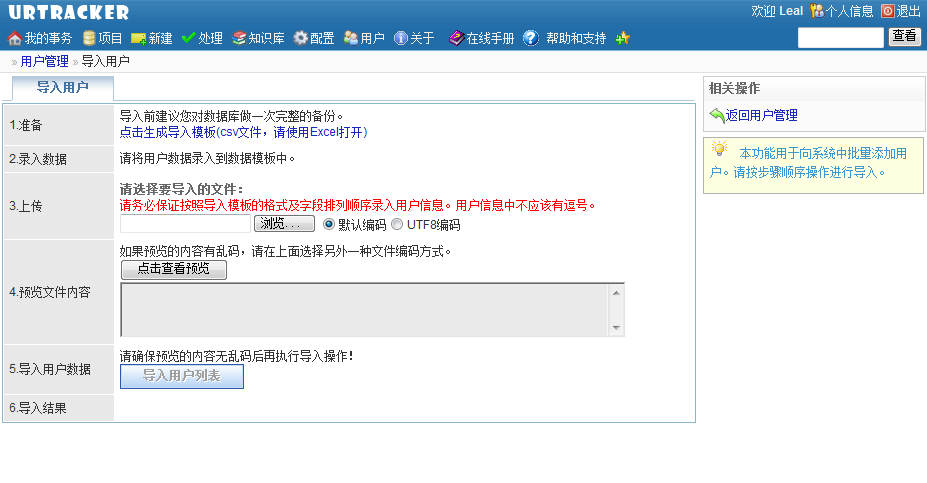 URTRACKER
欢迎 Leal 个人信息 退出
我的事务 项目 新建 处理 知识库 配置 用户 关于 在线手册 帮助和支持 查看
» 用户管理 » 导入用户
导入用户
1.准备
导入前建议您对数据库做一次完整的备份。
点击生成导入模板(csv文件，请使用Excel打开)
2.录入数据
请将用户数据录入到数据模板中。
3.上传
请选择要导入的文件：
请务必保证按照导入模板的格式及字段排列顺序录入用户信息。用户信息中不应该有逗号。
浏览... 默认编码 UTF8编码
4.预览文件内容
如果预览的内容有乱码，请在上面选择另外一种文件编码方式。
点击查看预览
5.导入用户数据
请确保预览的内容无乱码后再执行导入操作！
导入用户列表
6.导入结果
相关操作
返回用户管理
本功能用于向系统中批量添加用
户。请按步骤顺序操作进行导入。